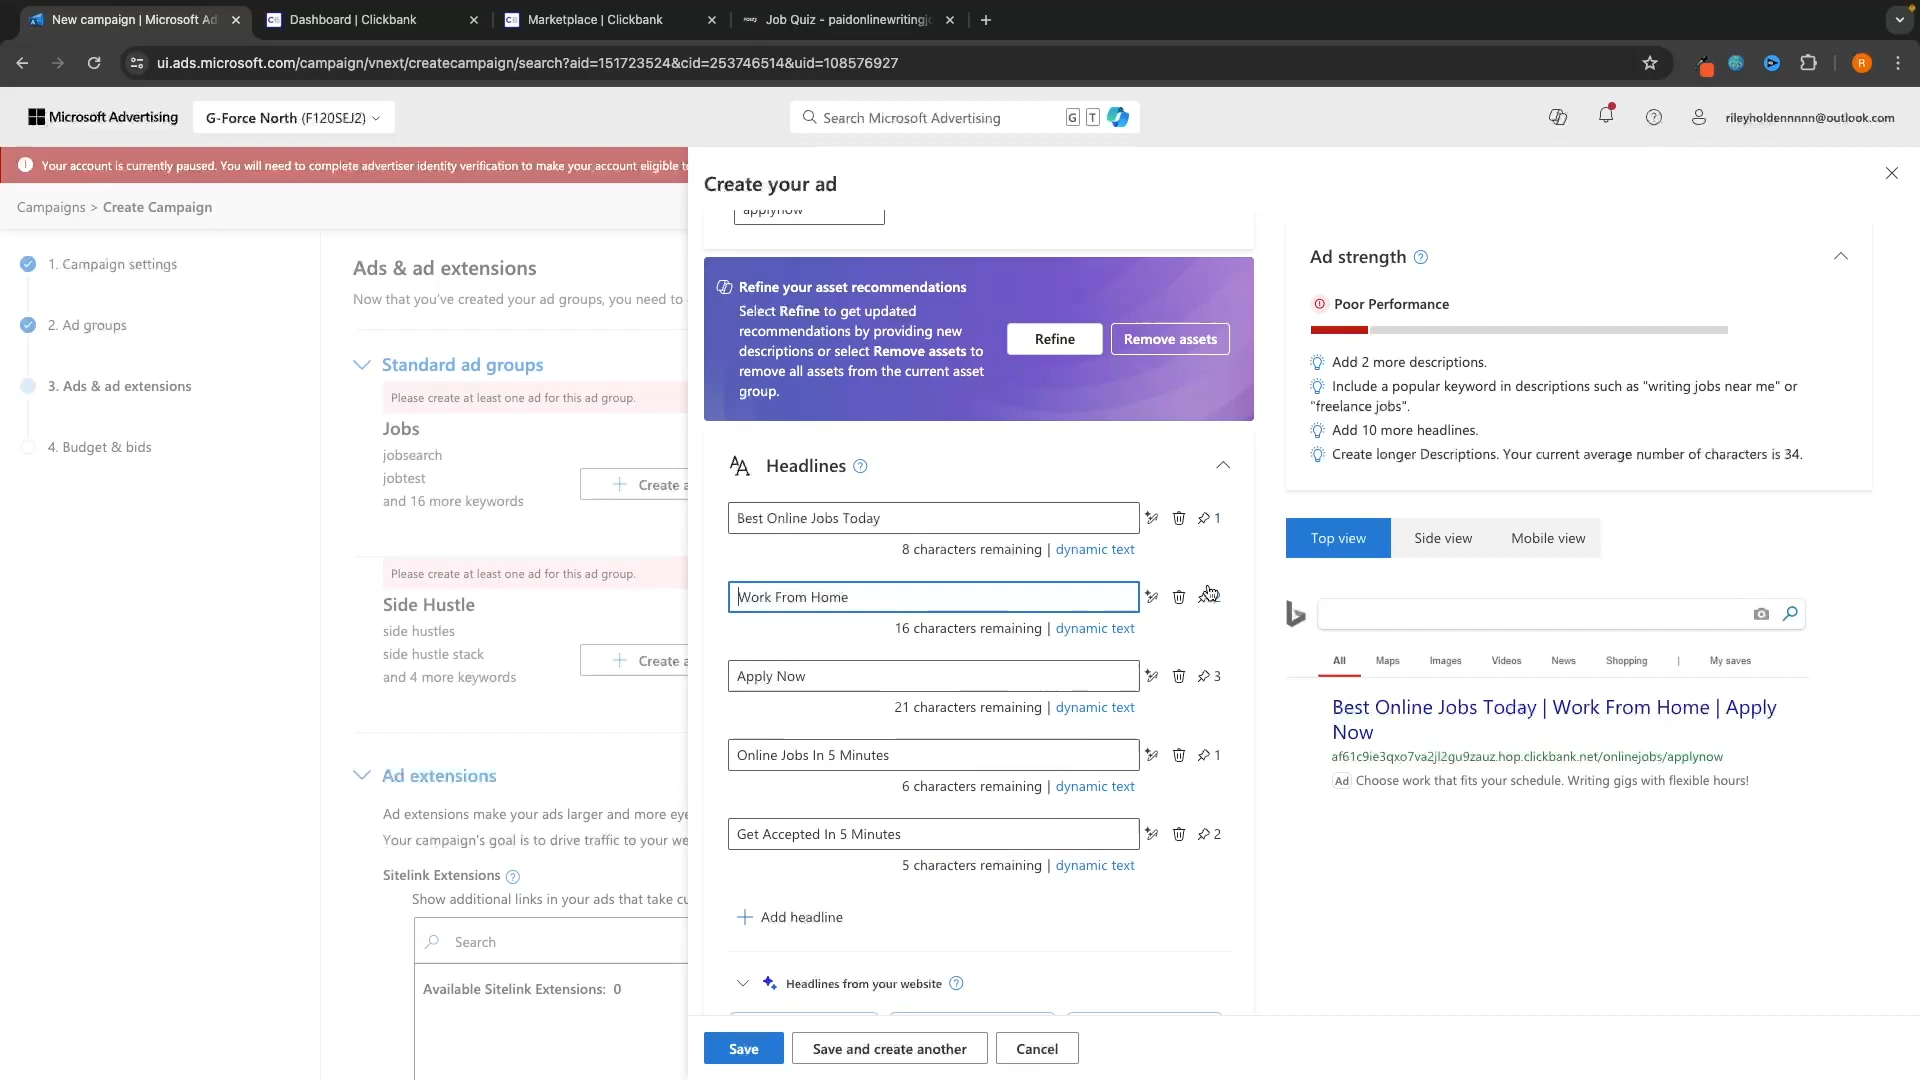 New campaign | Microsoft Ad
Dashboard | Clickbank
Marketplace | Clickbank
Job Quiz - paidonlinewritingjo
ui.ads.microsoft.com/campaign/vnext/createcampaign/search?aid=151723524&cid=253746514&uid=108576927
R
Microsoft Advertising
G-Force North (F120SEJ2)
Search Microsoft Advertising
G T
rileyholdennnnn@outlook.com
Your account is currently paused. You will need to complete advertiser identity verification to make your account eligible t
Campaigns > Create Campaign
1. Campaign settings
2. Ad groups
3. Ads & ad extensions
4. Budget & bids
Ads & ad extensions
Now that you've created your ad groups, you need to
Standard ad groups
Please create at least one ad for this ad group.
Jobs
jobsearch
jobtest
and 16 more keywords
Create a
Please create at least one ad for this ad group.
Side Hustle
side hustles
side hustle stack
and 4 more keywords
Create a
Ad extensions
Ad extensions make your ads larger and more eye
Your campaign's goal is to drive traffic to your we
Sitelink Extensions
Show additional links in your ads that take cu
Search
Available Sitelink Extensions: 0
Create your ad
applynow
Refine your asset recommendations
Select Refine to get updated
recommendations by providing new
descriptions or select Remove assets to
remove all assets from the current asset
group.
Refine
Remove assets
Headlines
Best Online Jobs Today
1
8 characters remaining | dynamic text
Work From Home
2
16 characters remaining | dynamic text
Apply Now
3
21 characters remaining | dynamic text
Online Jobs In 5 Minutes
1
6 characters remaining | dynamic text
Get Accepted In 5 Minutes
2
5 characters remaining | dynamic text
Add headline
Headlines from your website
Save
Save and create another
Cancel
Ad strength
Poor Performance
Add 2 more descriptions.
Include a popular keyword in descriptions such as "writing jobs near me" or
"freelance jobs".
Add 10 more headlines.
Create longer Descriptions. Your current average number of characters is 34.
Top view
Side view
Mobile view
All
Maps
Images
Videos
News
Shopping
|
My saves
Best Online Jobs Today | Work From Home | Apply
Now
af61c9ie3qxo7va2jl2gu9zauz.hop.clickbank.net/onlinejobs/applynow
Ad Choose work that fits your schedule. Writing gigs with flexible hours!